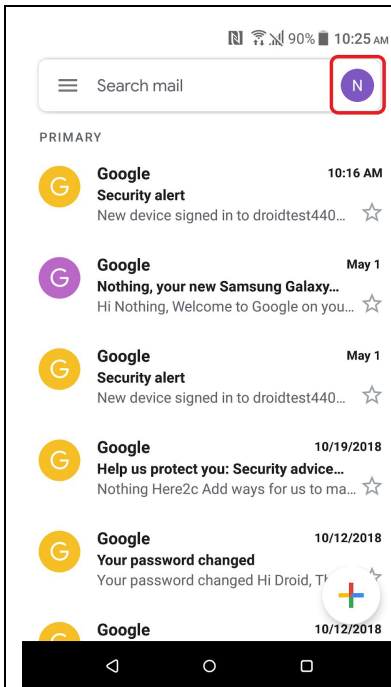 90% 10:25 AM
Search mail
N
PRIMARY
G
Google 10:16 AM
Security alert
New device signed in to droidtest440...
G
Google May 1
Nothing, your new Samsung Galaxy...
Hi Nothing, Welcome to Google on you...
G
Google May 1
Security alert
New device signed in to droidtest440...
G
Google 10/19/2018
Help us protect you: Security advice...
Nothing Here2c Add ways for us to ma...
G
Google 10/12/2018
Your password changed
Your password changed Hi Droid,
Google 10/12/2018